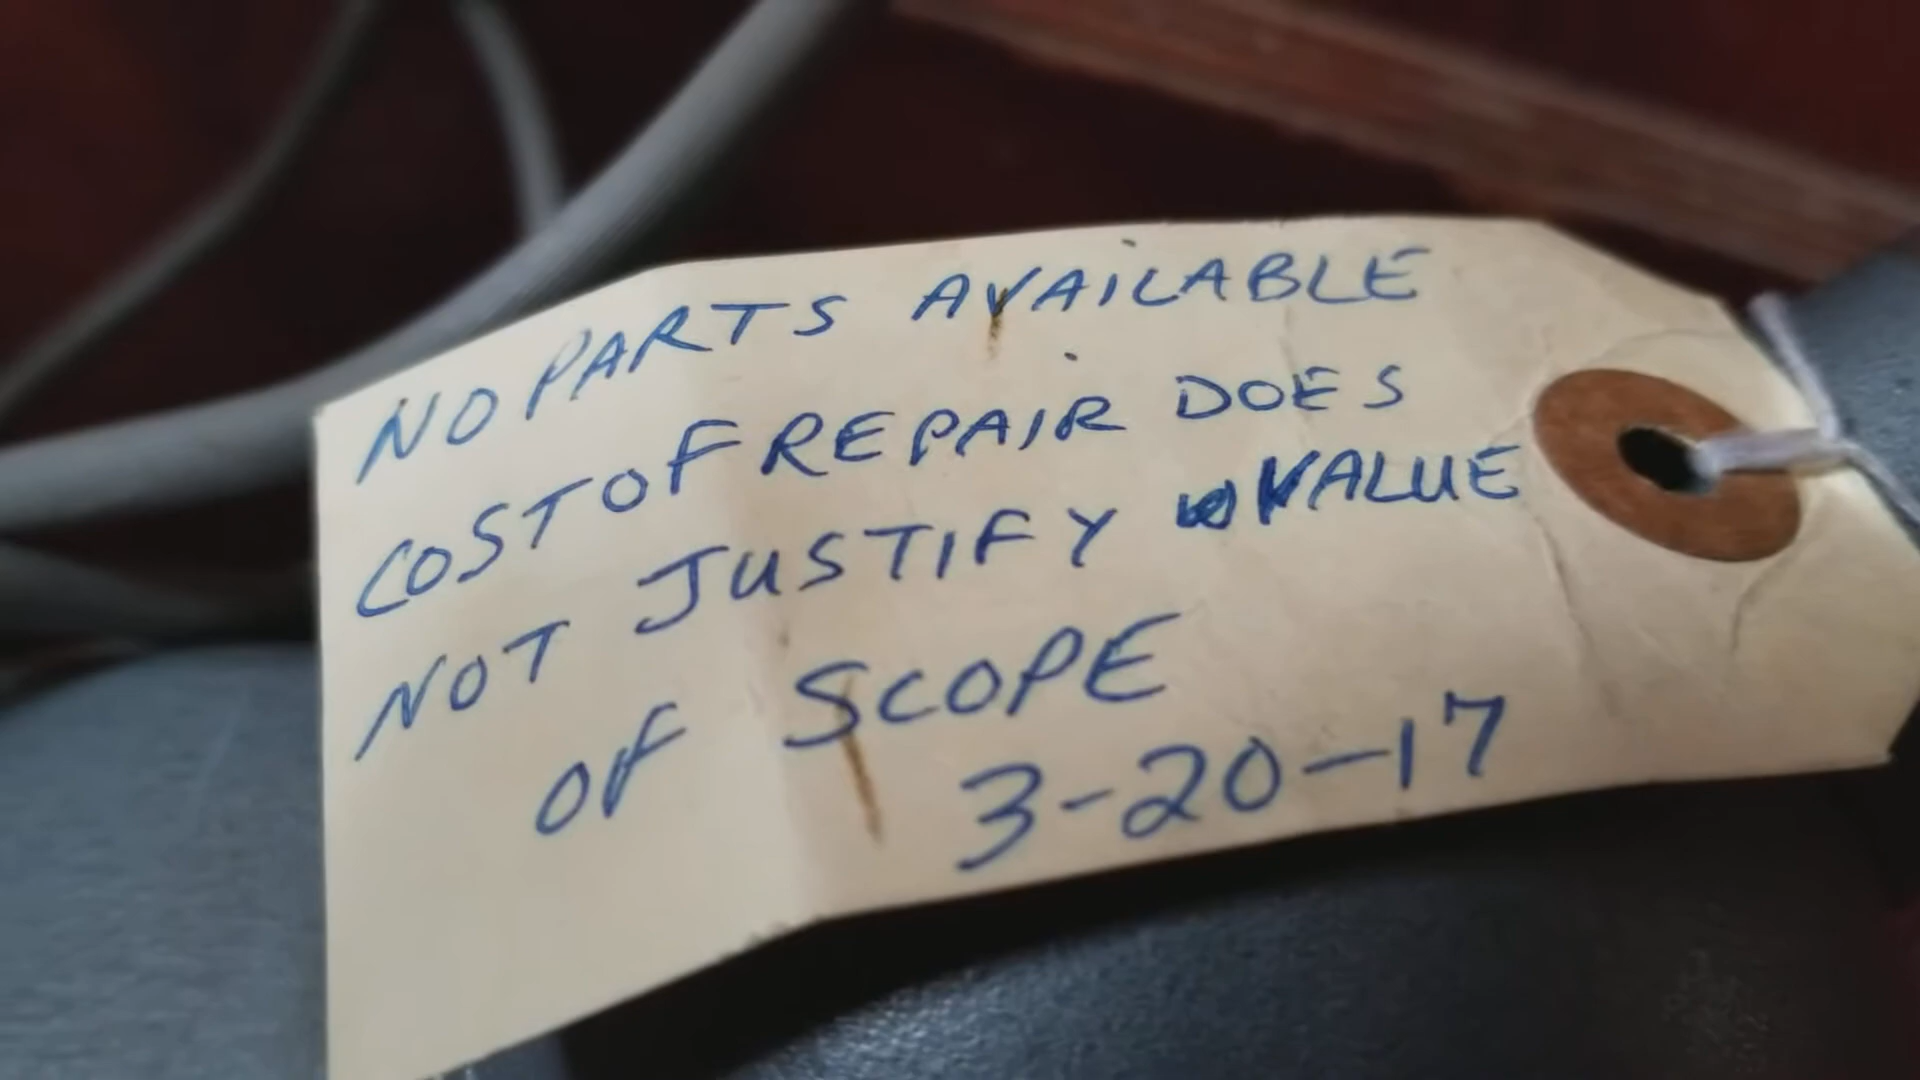 NO PARTS AVAILABLE
COST OF REPAIR DOES
NOT JUSTIFY VALUE
OF SCOPE
3-20-17